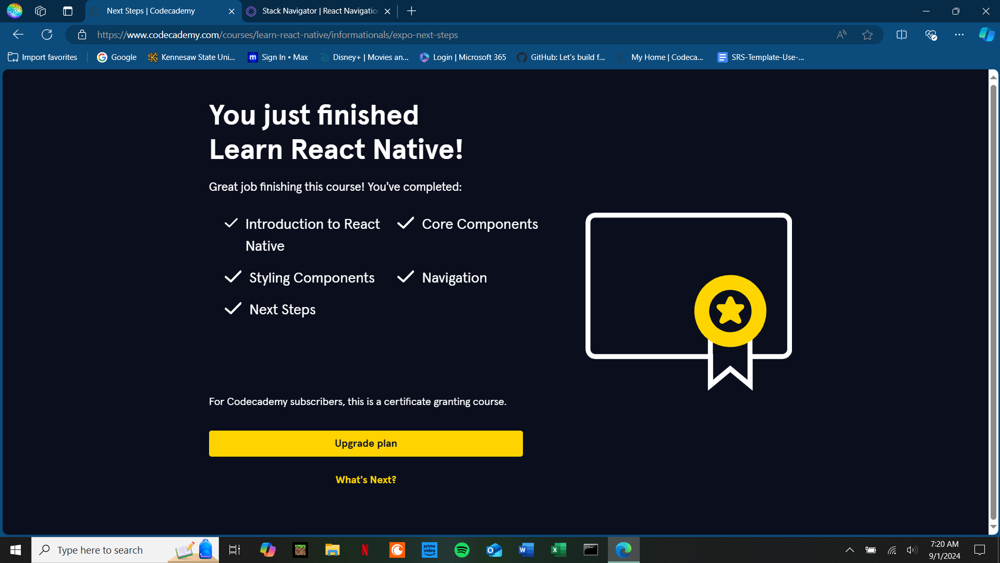 Next Steps | Codecademy
Stack Navigator | React Navigatio
https://www.codecademy.com/courses/learn-react-native/informationals/expo-next-steps
Import favorites
Google
Kennesaw State Uni...
m Sign In • Max
Disney+ | Movies an...
Login | Microsoft 365
GitHub: Let's build f...
My Home | Codeca...
SRS-Template-Use-...
You just finished
Learn React Native!
Great job finishing this course! You've completed:
Introduction to React
Native
Core Components
Styling Components
Navigation
Next Steps
For Codecademy subscribers, this is a certificate granting course.
Upgrade plan
What's Next?
Type here to search
prime
video
7:20 AM
9/1/2024